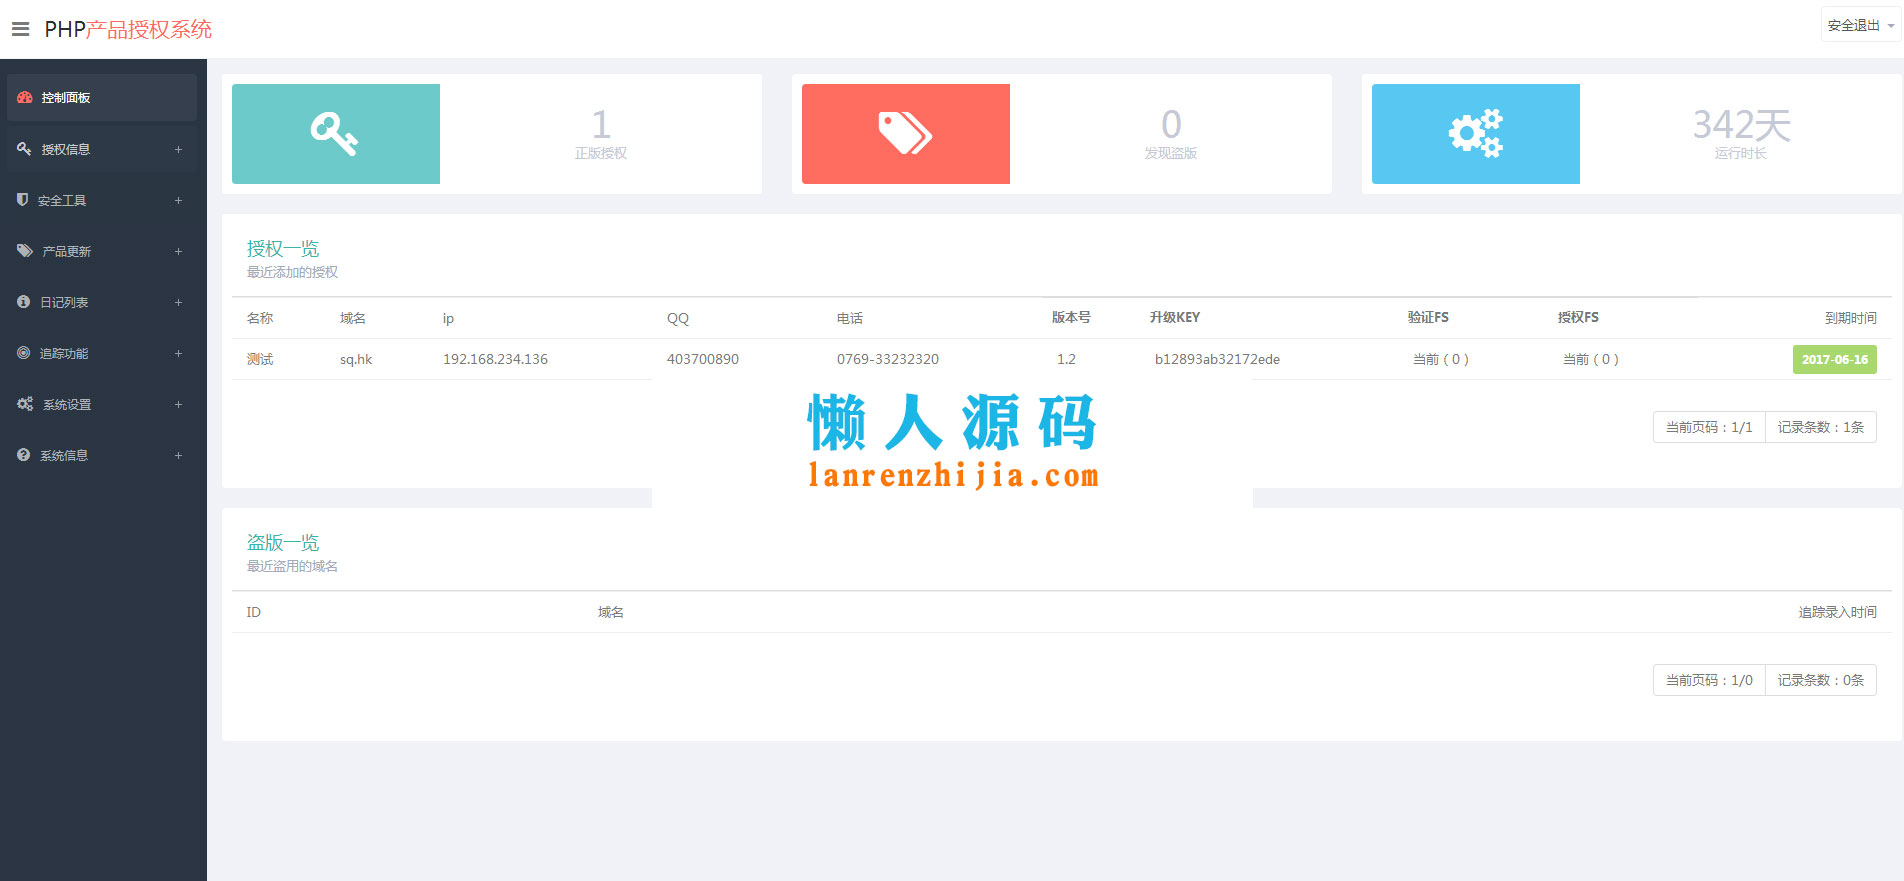 PHP产品授权系统
安全退出
控制面板
授权信息 +
安全工具 +
产品更新 +
日记列表 +
追踪功能 +
系统设置 +
系统信息 +
1
正版授权
0
发现盗版
342天
运行时长
授权一览
最近添加的授权
名称 域名 ip QQ 电话 版本号 升级KEY 验证FS 授权FS 到期时间
测试 sq.hk 192.168.234.136 403700890 0769-33232320 1.2 b12893ab32172ede 当前 ( 0 ) 当前 ( 0 ) 2017-06-16
当前页码：1/1 记录条数：1条
懒人源码
lanrenzhijia.com
盗版一览
最近盗用的域名
ID 域名 追踪录入时间
当前页码：1/0 记录条数：0条